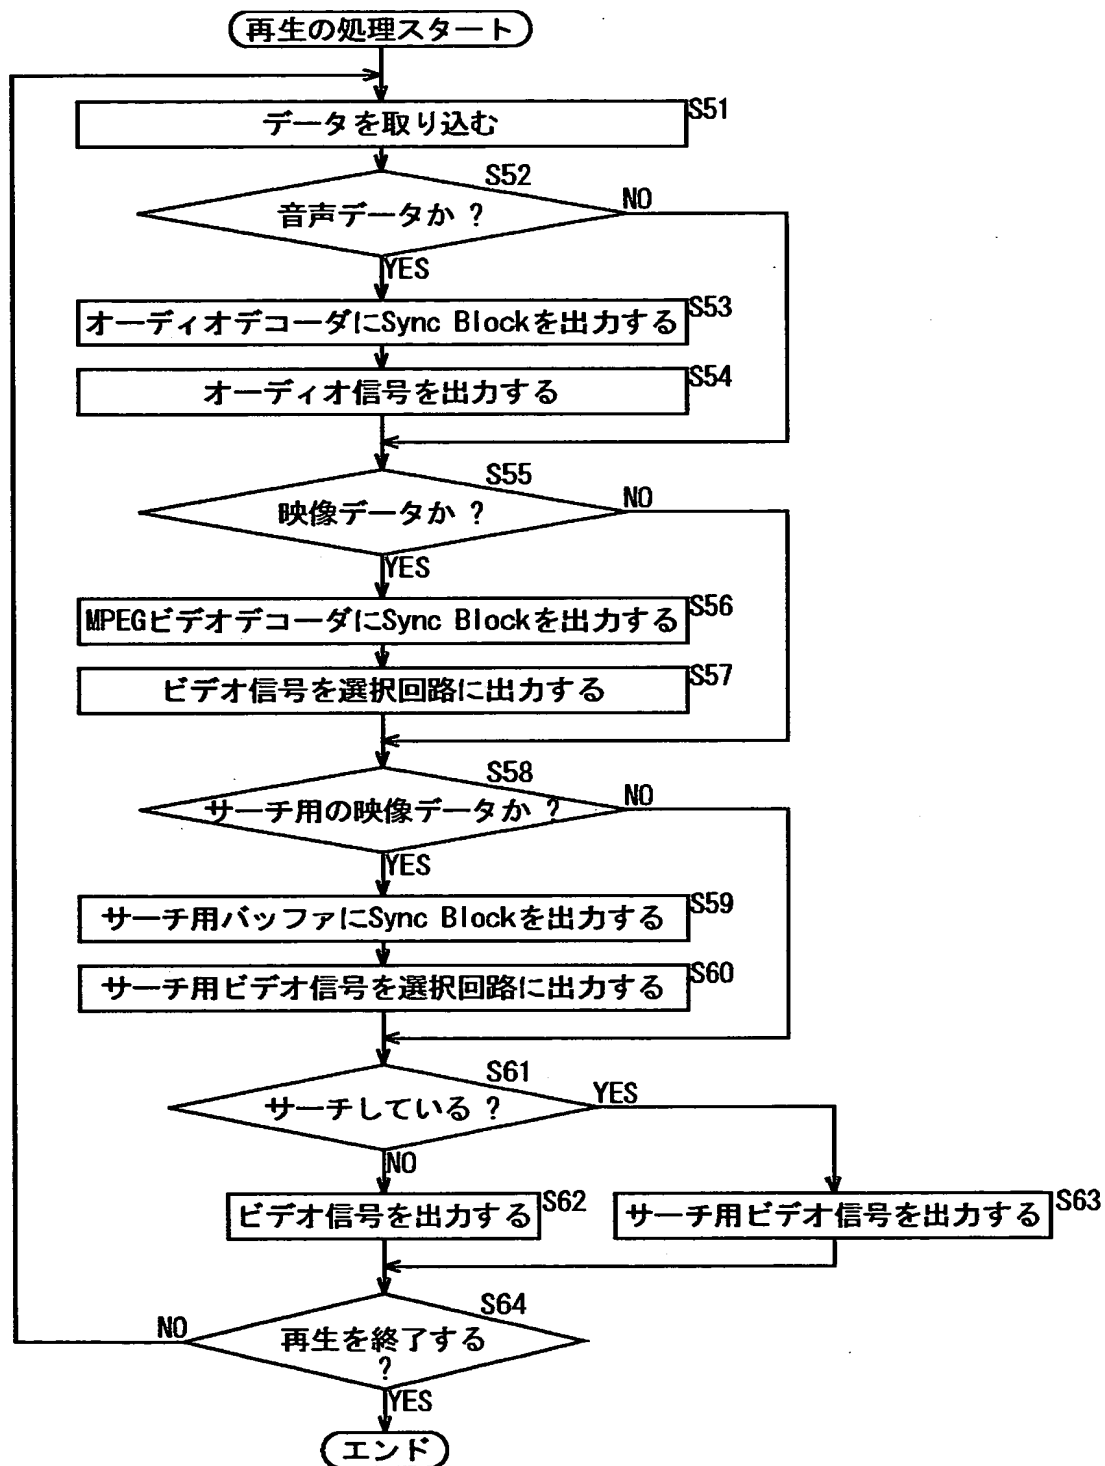 再生の処理スタート
データを取り込む
S51
S52
音声データか ?
NO
YES
オーディオデコーダにSync Blockを出力する
S53
オーディオ信号を出力する
S54
S55
映像データか ?
NO
YES
MPEGビデオデコーダにSync Blockを出力する
S56
ビデオ信号を選択回路に出力する
S57
S58
サーチ用の映像データか ?
NO
YES
サーチ用バッファにSync Blockを出力する
S59
サーチ用ビデオ信号を選択回路に出力する
S60
S61
サーチしている ?
YES
NO
ビデオ信号を出力する
S62
サーチ用ビデオ信号を出力する
S63
S64
NO
再生を終了する
?
YES
エンド